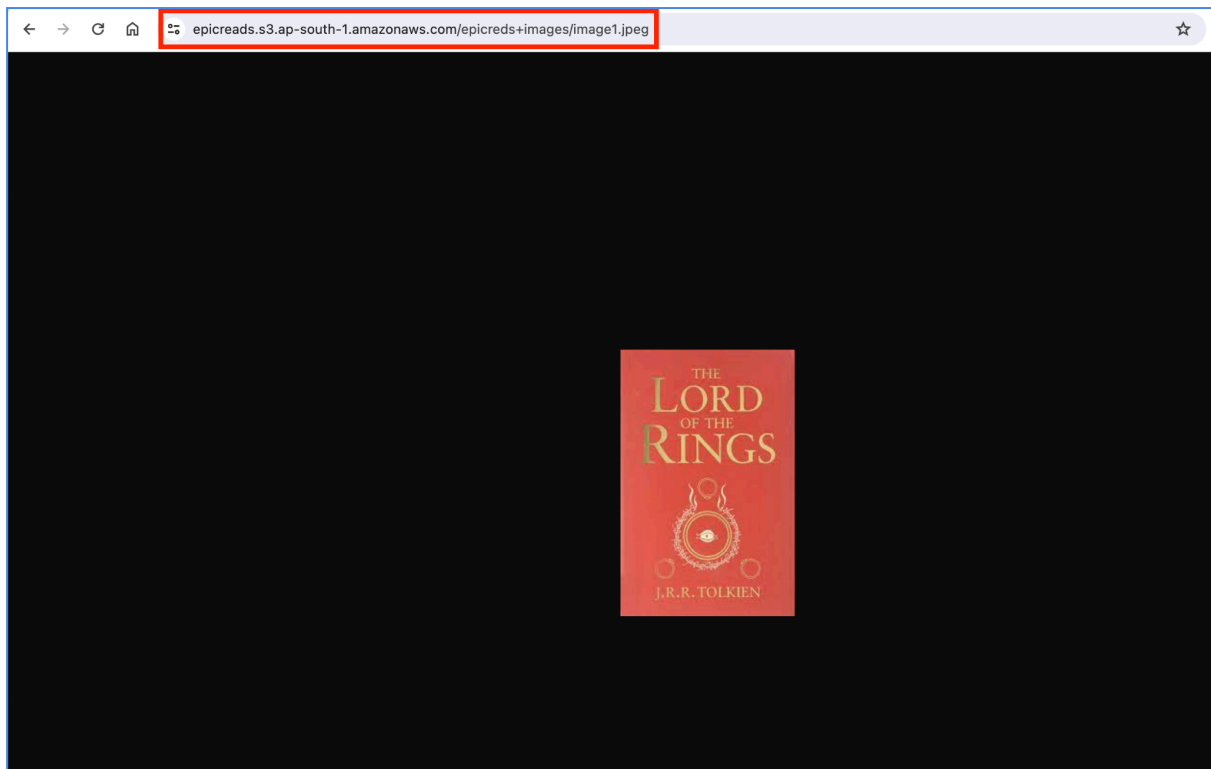 epicreads.s3.ap-south-1.amazonaws.com/epicreds+images/image1.jpeg
THE
LORD
OF THE
RINGS
J.R.R. TOLKIEN